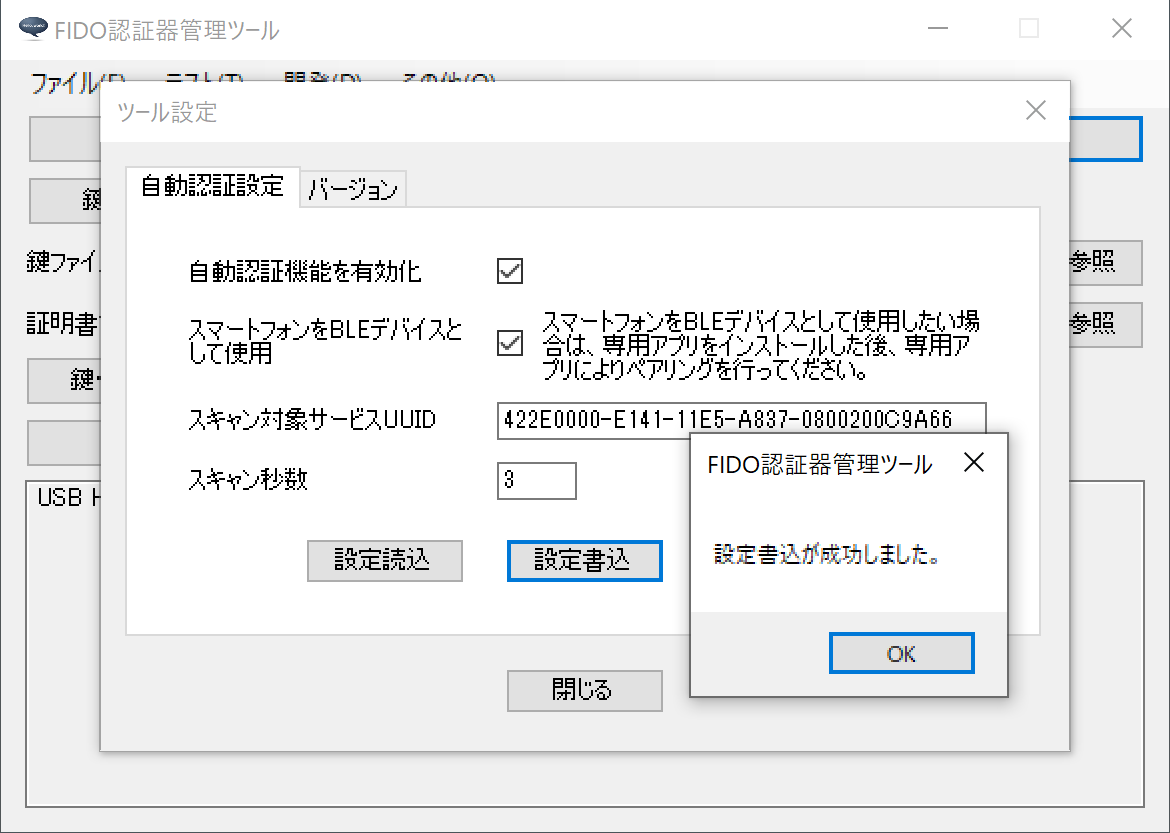 FIDO認証器管理ツール
ファイル(F) テスト(T) 開発(D) その他(O)
ツール設定
自動認証設定 バージョン
鍵
鍵ファイ
参照
自動認証機能を有効化
スマートフォンをBLEデバイスと
して使用
スマートフォンをBLEデバイスとして使用したい場
合は、専用アプリをインストールした後、専用ア
プリによりペアリングを行ってください。
証明書
参照
鍵・
スキャン対象サービスUUID
422E0000-E141-11E5-A837-0800200C9A66
スキャン秒数
3
USB H
設定読込
設定書込
FIDO認証器管理ツール
設定書込が成功しました。
OK
閉じる